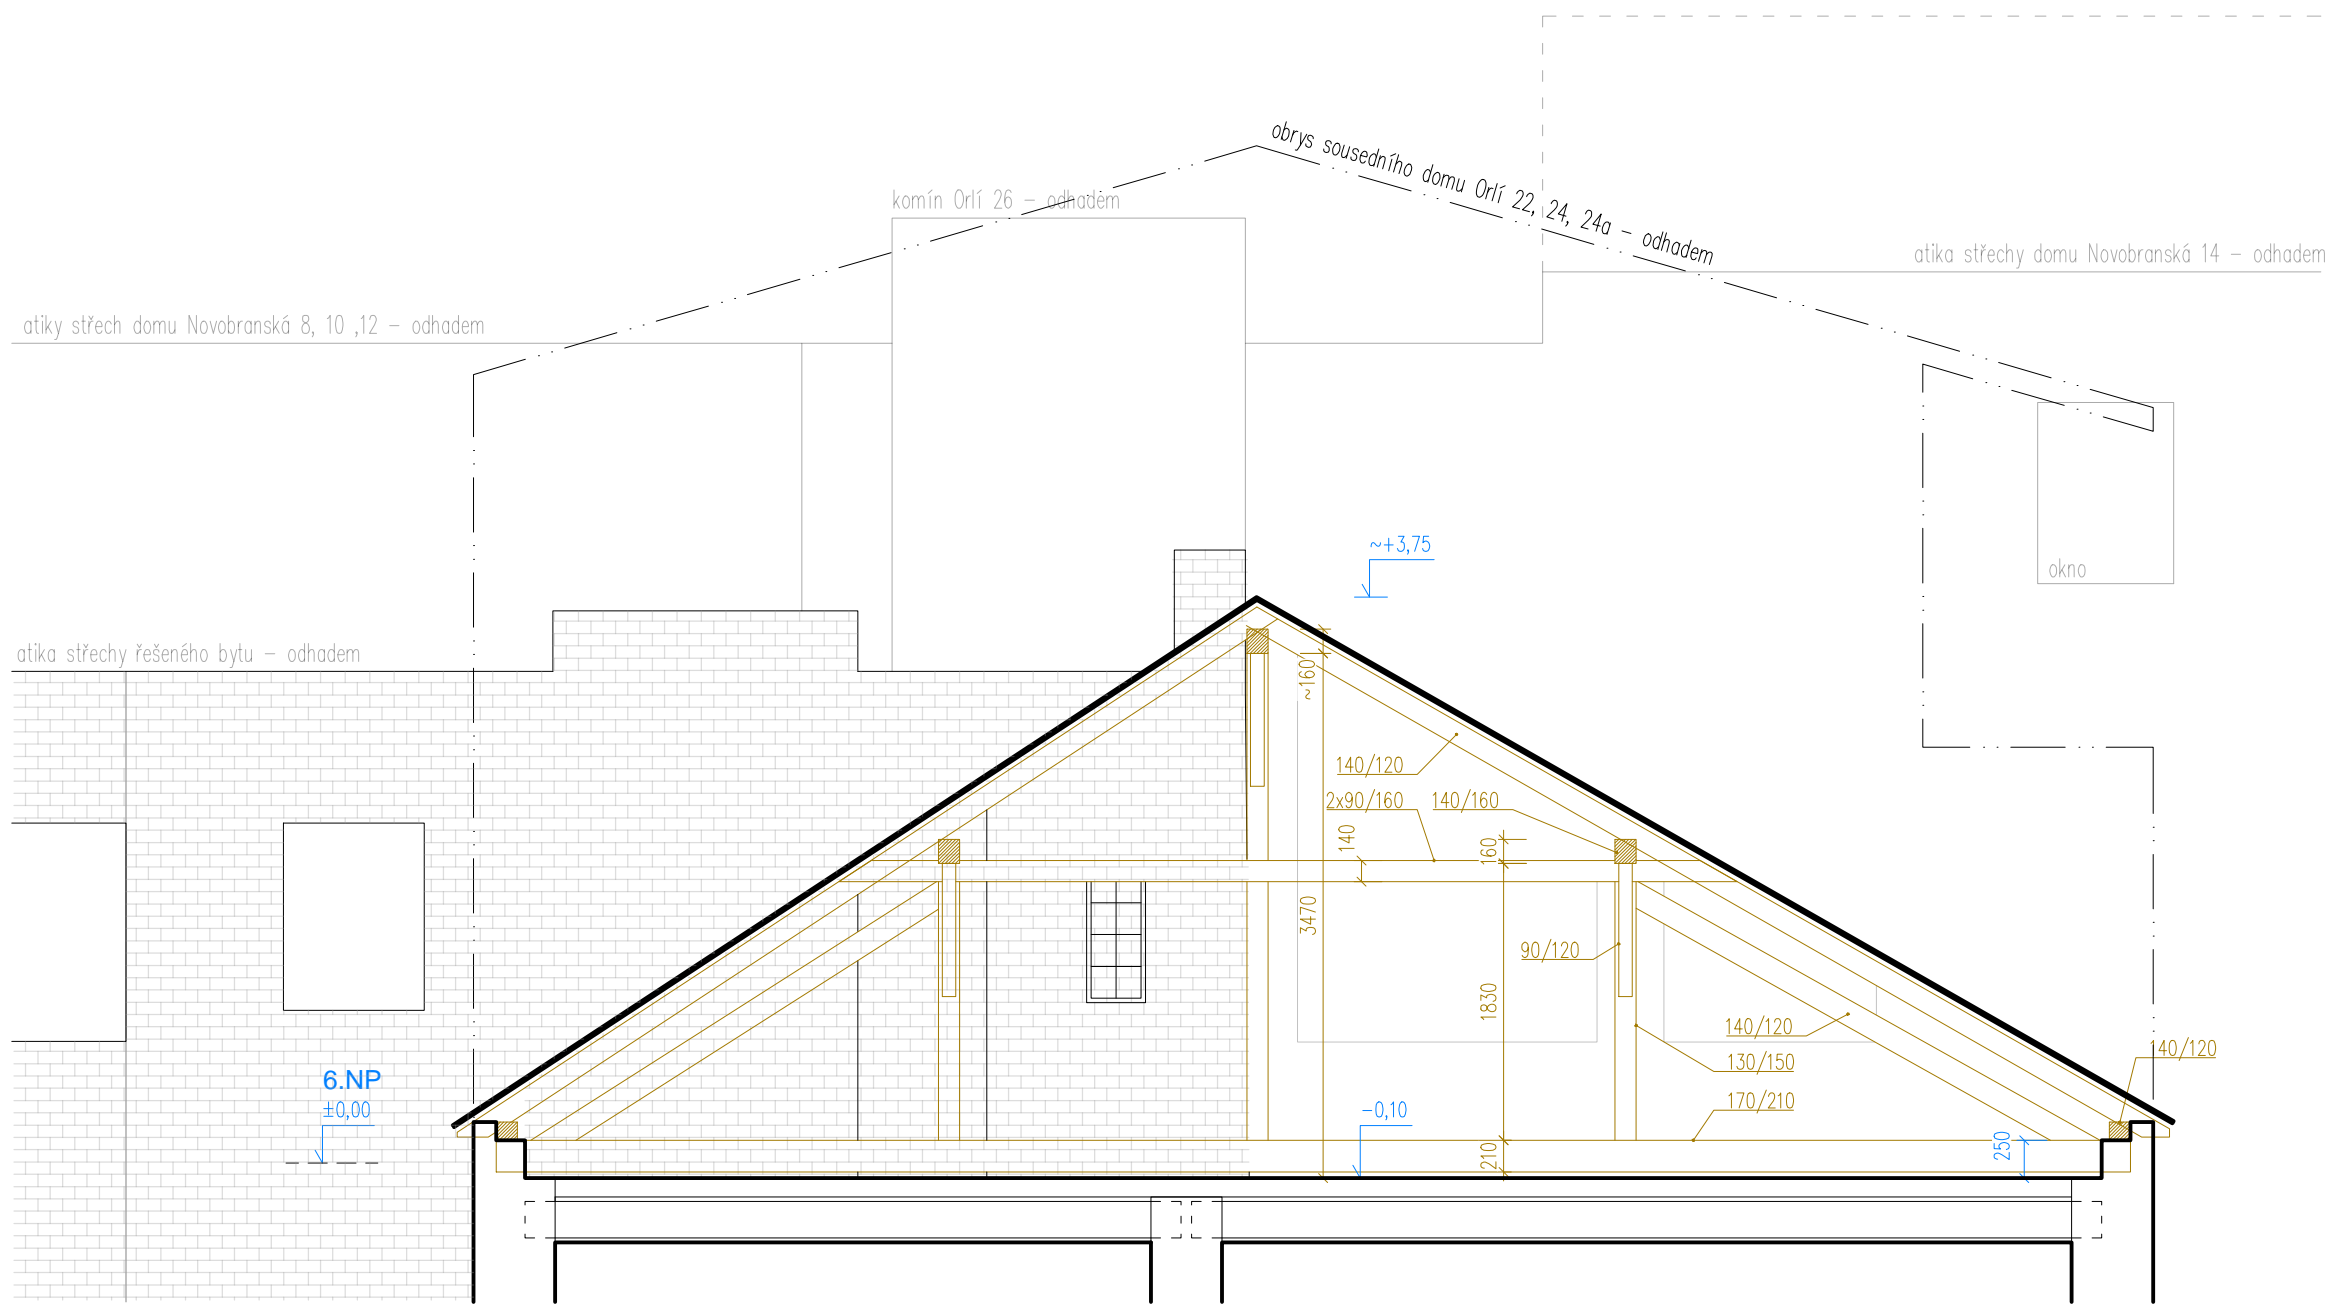 obrys sousedního domu Orlí 22, 24, 24a - odhadem
komín Orlí 26 - odhadem
atika střechy domu Novobranská 14 - odhadem
atiky střech domu Novobranská 8, 10 ,12 - odhadem
~+3,75
okno
atika střechy řešeného bytu - odhadem
~160
140/120
2x90/160
140/160
140
160
3470
90/120
1830
140/120
130/150
140/120
6.NP
±0,00
-0,10
170/210
210
250